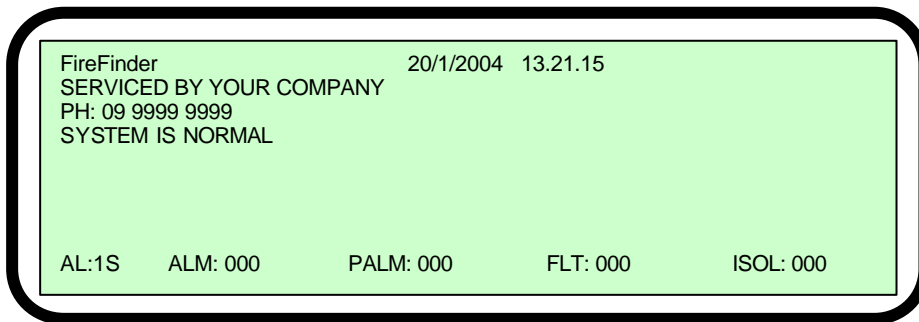 FireFinder 20/1/2004 13.21.15
SERVICED BY YOUR COMPANY
PH: 09 9999 9999
SYSTEM IS NORMAL
AL:1S ALM: 000 PALM: 000 FLT: 000 ISOL: 000